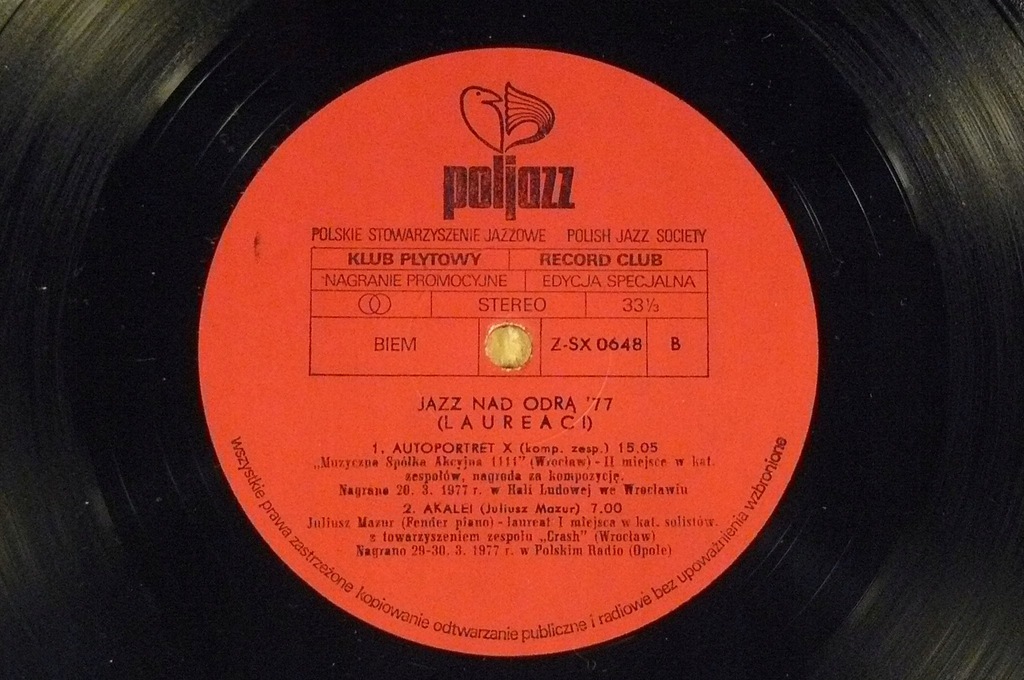 poljazz
POLSKIE STOWARZYSZENIE JAZZOWE POLISH JAZZ SOCIETY
KLUB PŁYTOWY RECORD CLUB
NAGRANIE PROMOCYJNE EDYCJA SPECJALNA
STEREO 33⅓
BIEM Z-SX 0648 B
JAZZ NAD ODRĄ '77
(LAUREACI)
1. AUTOPORTRET X (komp. zesp.) 15.05
„Muzyczna Spółka Akcyjna 1111" (Wrocław) - II miejsce w kat.
zespołów, nagroda za kompozycję.
Nagrano 20. 3. 1977 r. w Hali Ludowej we Wrocławiu
2. AKALEI (Juliusz Mazur) 7.00
Juliusz Mazur (Fender piano) - laureat I miejsca w kat. solistów.
z towarzyszeniem zespołu „Crash" (Wrocław)
Nagrano 29-30. 3. 1977 r. w Polskim Radio (Opole)
wszystkie prawa zastrzeżone kopiowanie odtwarzanie publiczne i radiowe bez upoważnienia wzbronione